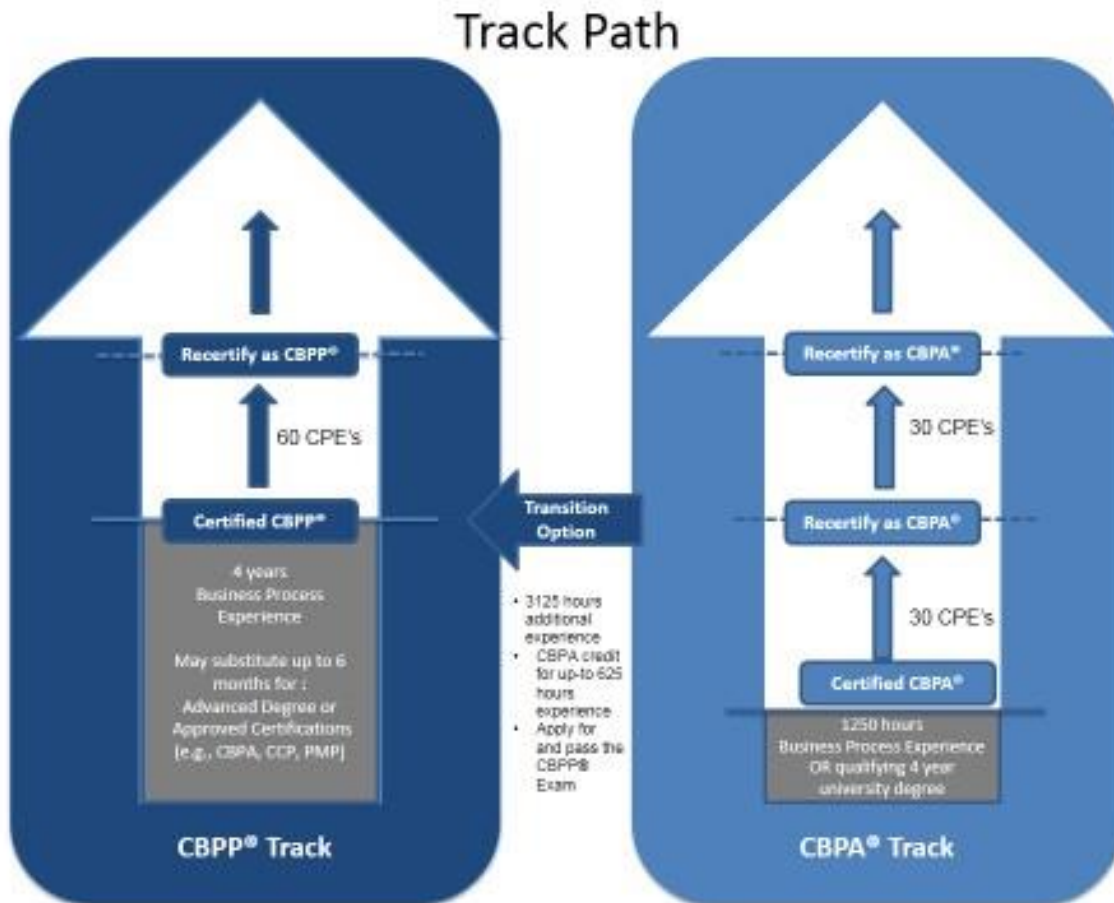 Track Path
Recertify as CBPP®
60 CPE's
Certified CBPP®
4 years
Business Process
Experience
May substitute up to 6
months for :
Advanced Degree or
Approved Certifications
(e.g., CBPA, CCP, PMP)
CBPP® Track
Transition
Option
• 3125 hours
additional
experience
• CBPA credit
for up-to 625
hours
experience
• Apply for
and pass the
CBPP®
Exam
Recertify as CBPA®
30 CPE's
Recertify as CBPA®
30 CPE's
Certified CBPA®
1250 hours
Business Process Experience
OR qualifying 4 year
university degree
CBPA® Track